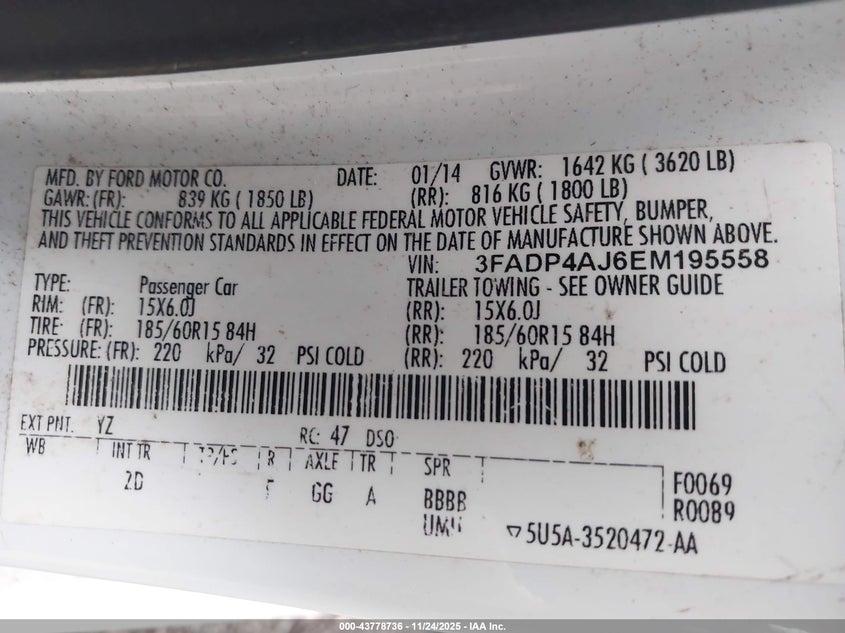 MFD. BY FORD MOTOR CO. DATE: 01/14 GVWR: 1642 KG ( 3620 LB)
GAWR: (FR): 839 KG ( 1850 LB) (RR): 816 KG ( 1800 LB)
THIS VEHICLE CONFORMS TO ALL APPLICABLE FEDERAL MOTOR VEHICLE SAFETY, BUMPER,
AND THEFT PREVENTION STANDARDS IN EFFECT ON THE DATE OF MANUFACTURE SHOWN ABOVE.
VIN: 3FADP4AJ6EM195558
TYPE: Passenger Car TRAILER TOWING - SEE OWNER GUIDE
RIM: (FR): 15X6.0J (RR): 15X6.0J
TIRE: (FR): 185/60R15 84H (RR): 185/60R15 84H
PRESSURE: (FR): 220 kPa/ 32 PSI COLD (RR): 220 kPa/ 32 PSI COLD
EXT PNT. YZ RC: 47 DSO
WB INT TR R AXLE TR SPR
2D GG A BBBB F0069
R0089
5U5A-3520472-AA
000-43778736 - 11/24/2025 - IAA Inc.